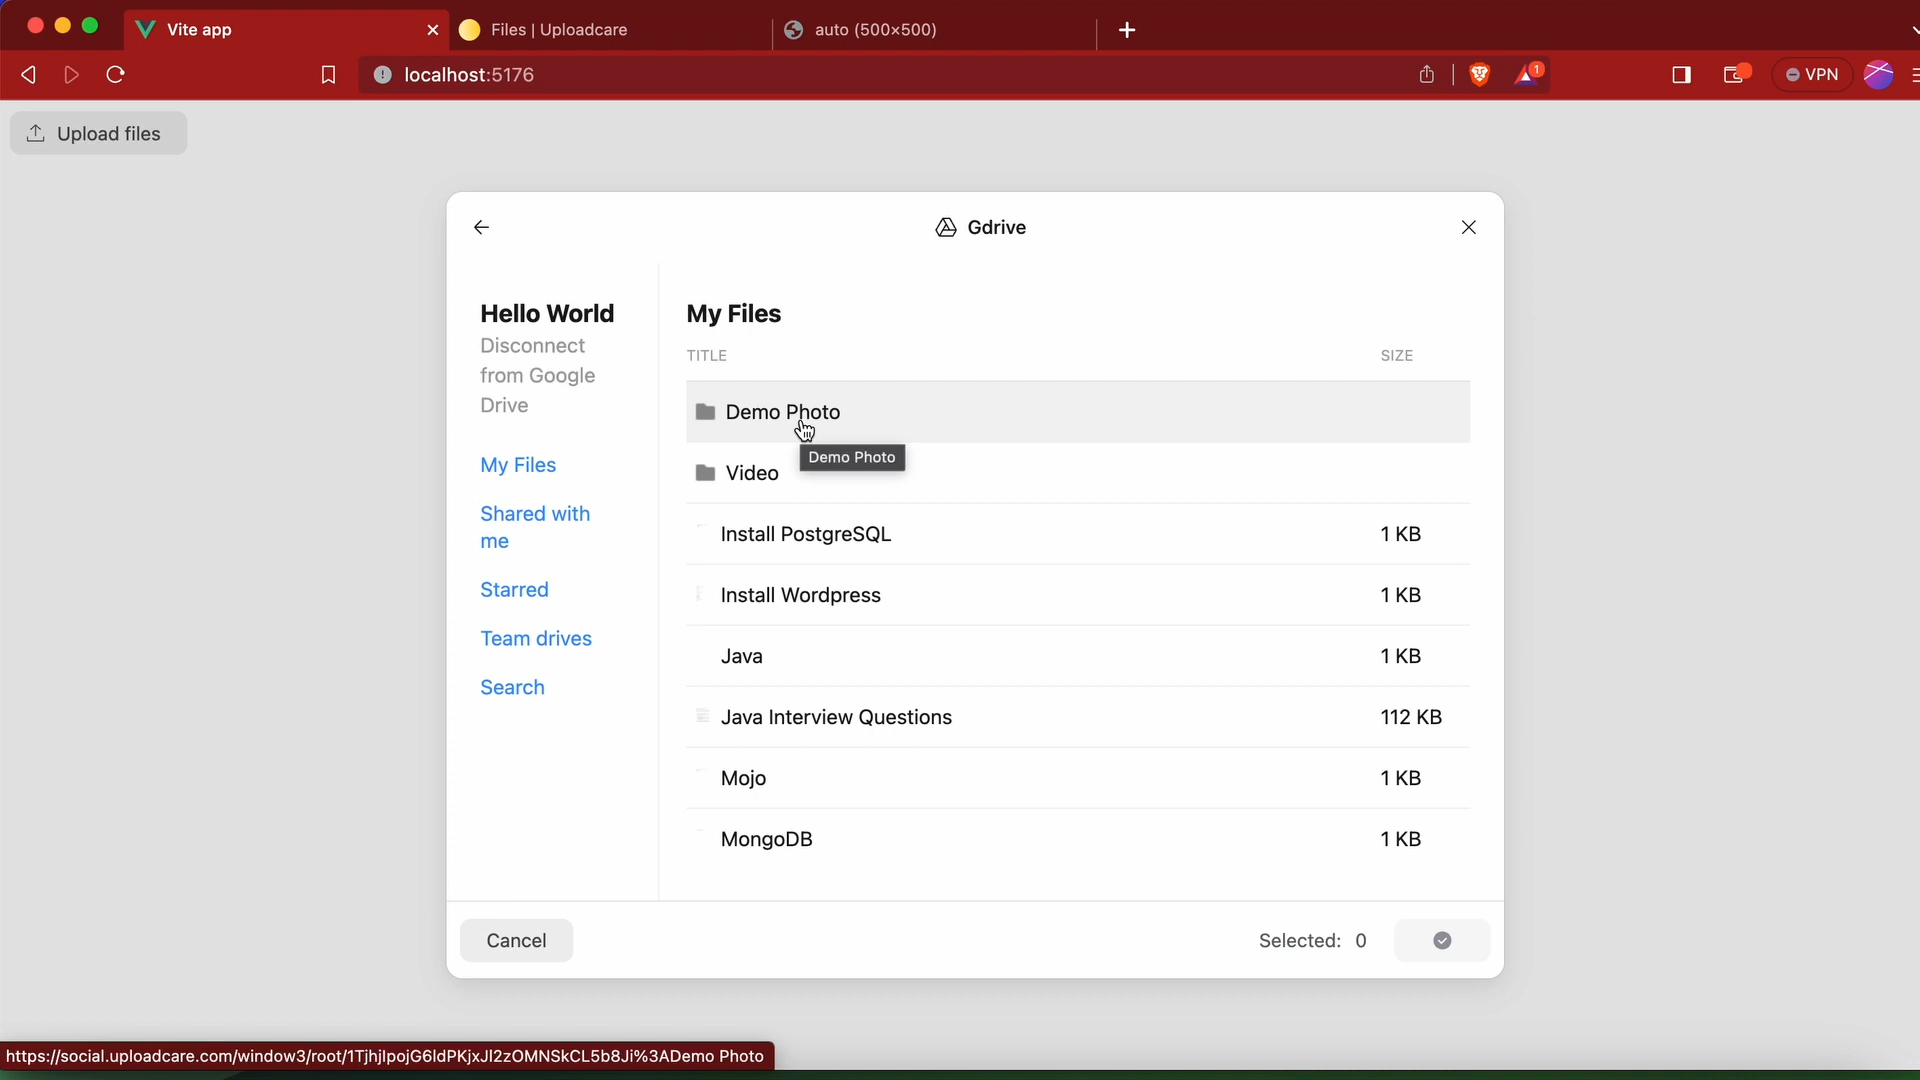 Vite app
Files | Uploadcare
auto (500×500)
localhost:5176
1
VPN
Upload files
Gdrive
Hello World
Disconnect
from Google
Drive
My Files
Shared with
me
Starred
Team drives
Search
My Files
TITLE SIZE
Demo Photo
Demo Photo
Video
Install PostgreSQL 1 KB
Install Wordpress 1 KB
Java 1 KB
Java Interview Questions 112 KB
Mojo 1 KB
MongoDB 1 KB
Cancel
Selected: 0
https://social.uploadcare.com/window3/root/1TjhjlpojG6ldPKjxJl2zOMNSkCL5b8Ji%3ADemo Photo